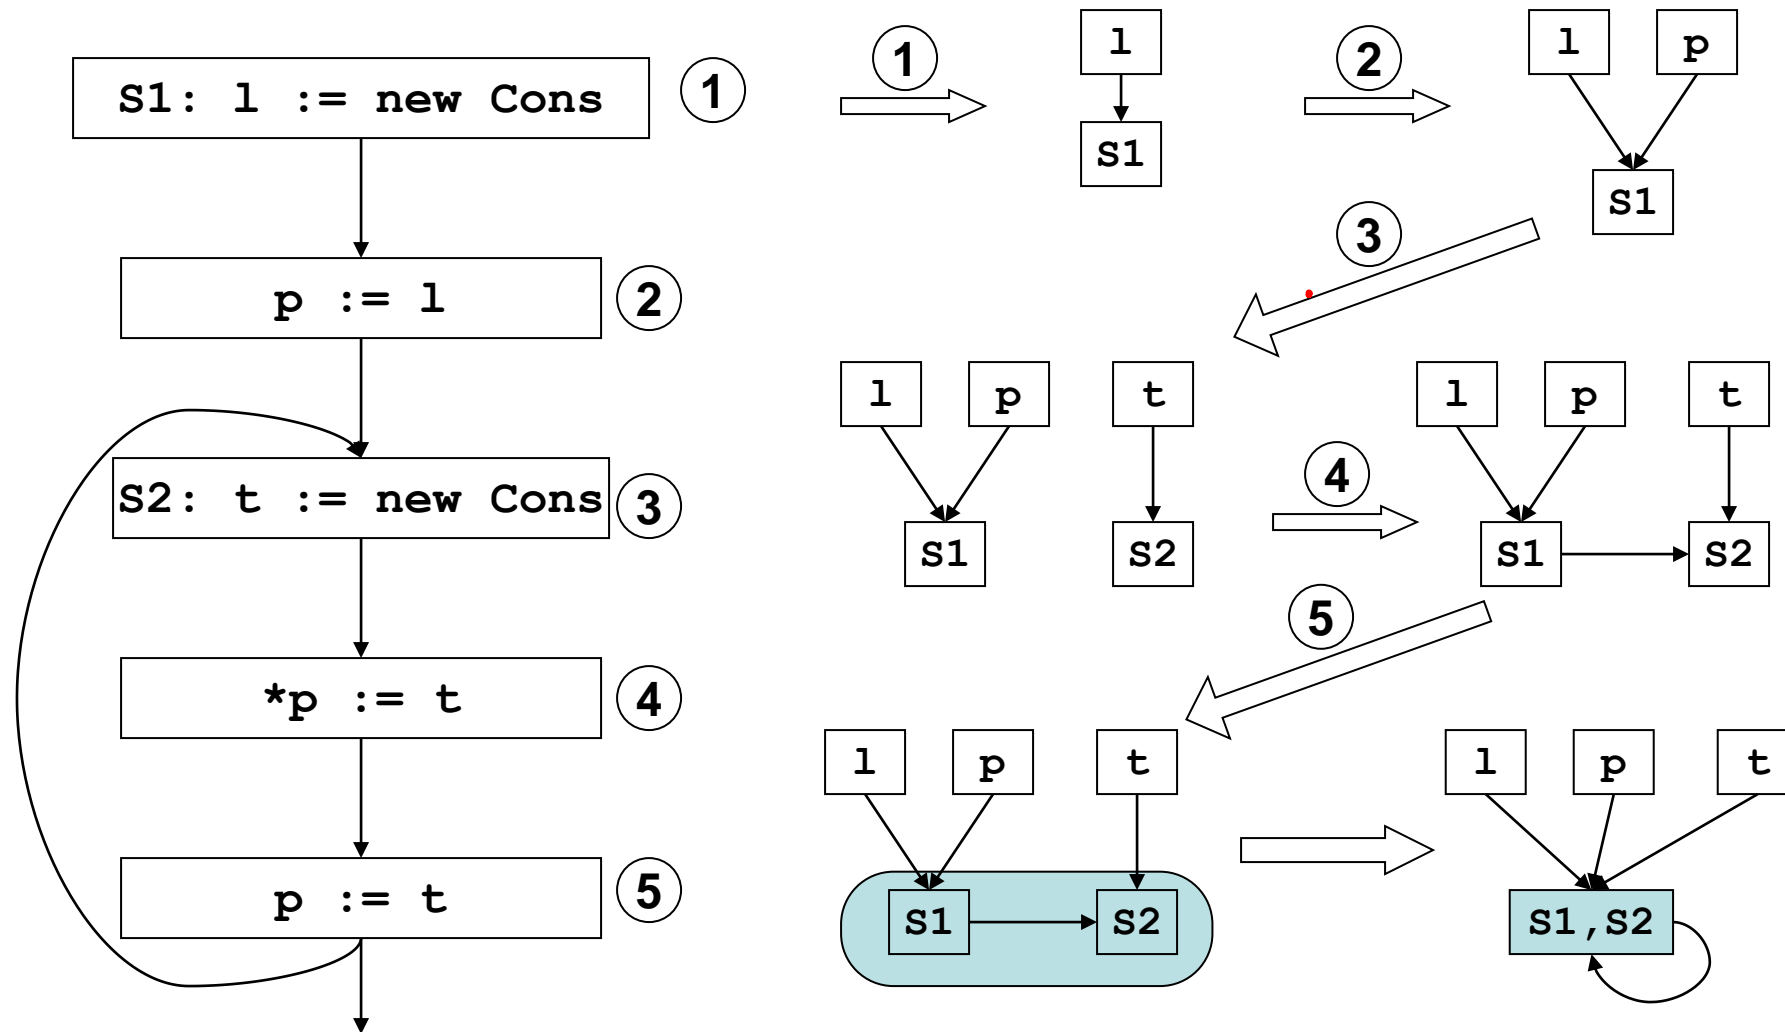 S1: l := new Cons
1
p := l
2
S2: t := new Cons
3
*p := t
4
p := t
5
1
l
S1
2
l p
S1
3
l p t
S1 S2
4
l p t
S1 S2
5
l p t
S1 S2
l p t
S1,S2